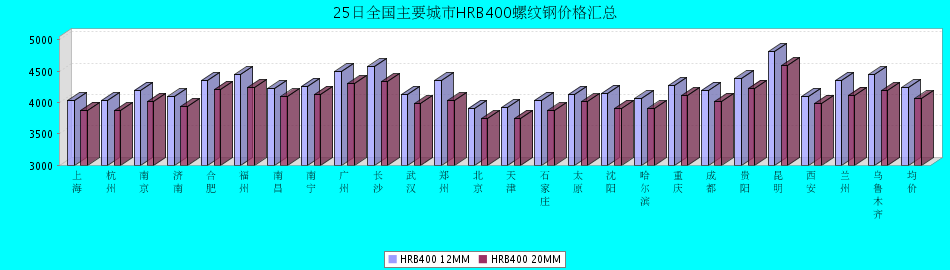 25日全国主要城市HRB400螺纹钢价格汇总
5000
4500
4000
3500
3000
上海
杭州
南京
济南
合肥
福州
南昌
南宁
广州
长沙
武汉
郑州
北京
天津
石家庄
太原
沈阳
哈尔滨
重庆
成都
贵阳
昆明
西安
兰州
乌鲁木齐
均价
HRB400 12MM HRB400 20MM